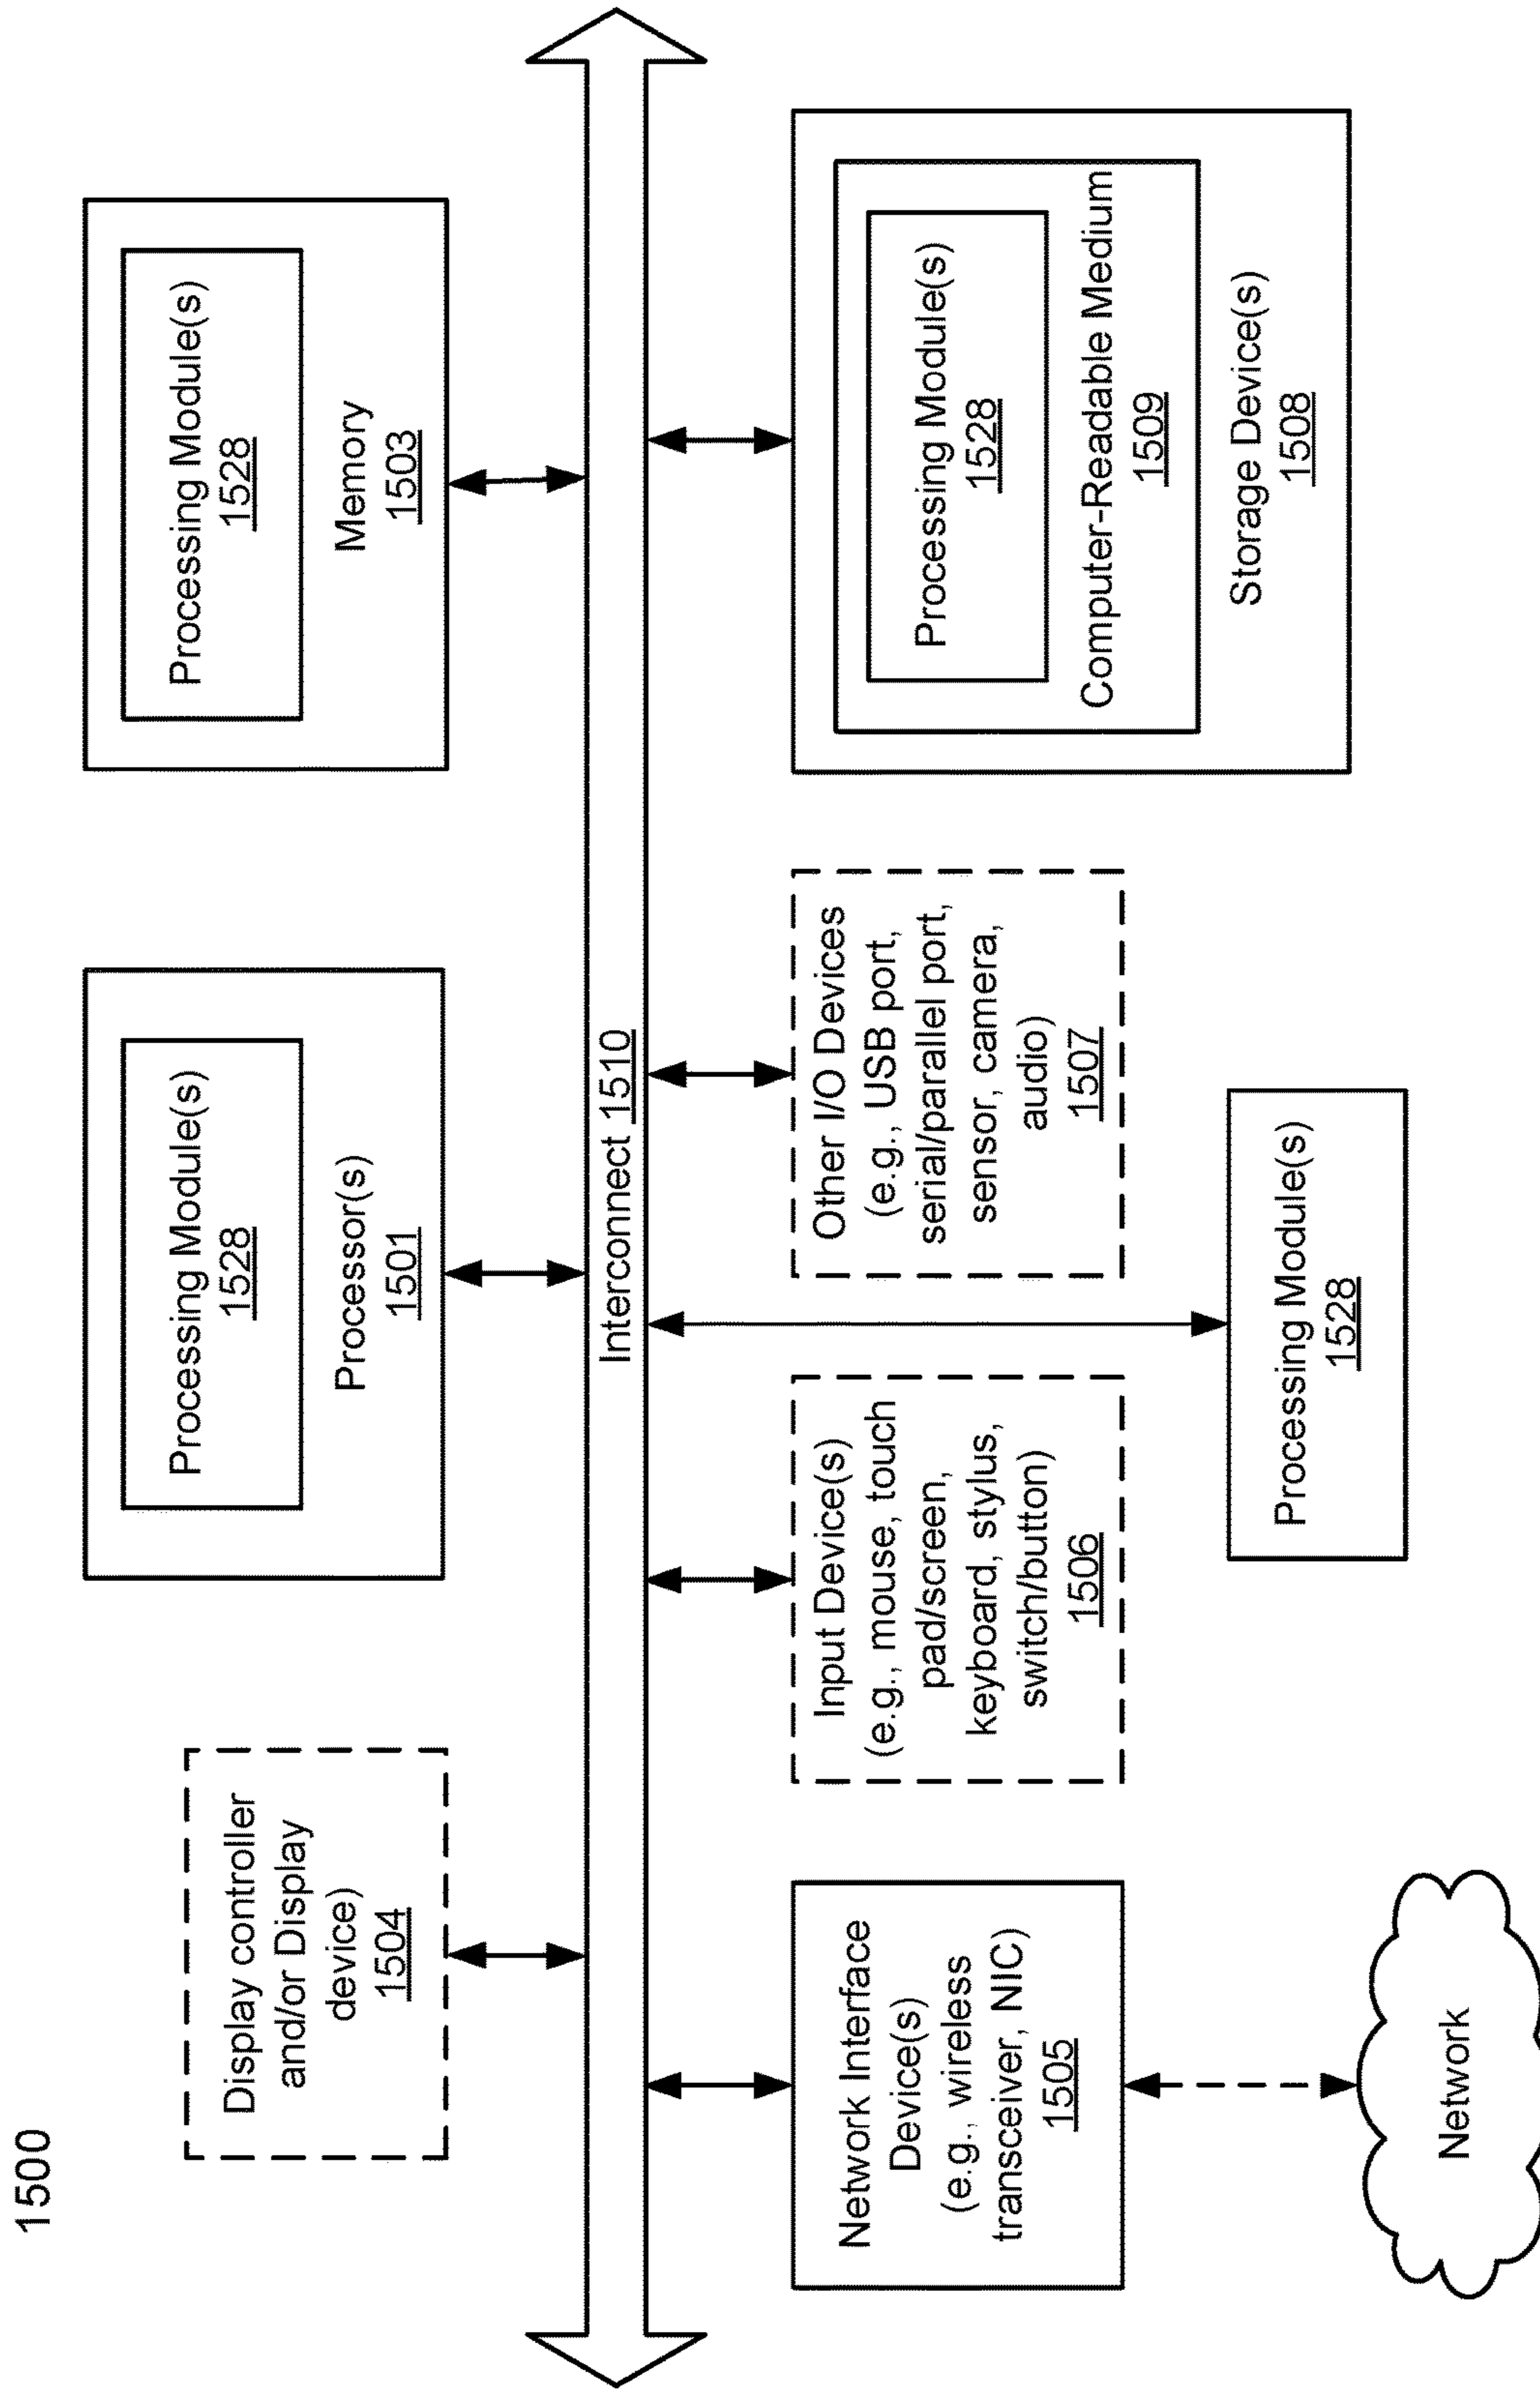 1500
Display controller
and/or Display
device)
1504
Processing Module(s)
1528
Processor(s)
1501
Processing Module(s)
1528
Memory
1503
Interconnect 1510
Network Interface
Device(s)
(e.g., wireless
transceiver, NIC)
1505
Input Device(s)
(e.g., mouse, touch
pad/screen,
keyboard, stylus,
switch/button)
1506
Other I/O Devices
(e.g., USB port,
serial/parallel port,
sensor, camera,
audio)
1507
Processing Module(s)
1528
Computer-Readable Medium
1509
Storage Device(s)
1508
Processing Module(s)
1528
Network